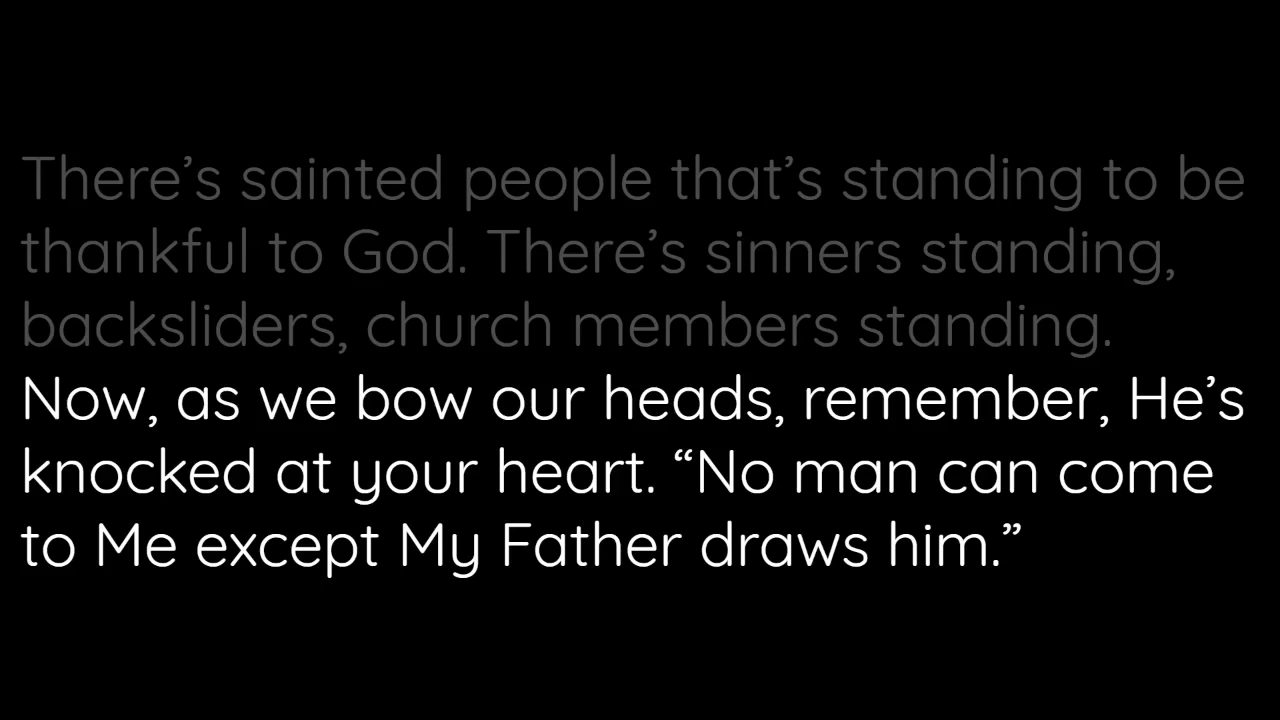 There’s sainted people that’s standing to be
thankful to God. There’s sinners standing,
backsliders, church members standing.
Now, as we bow our heads, remember, He’s
knocked at your heart. “No man can come
to Me except My Father draws him.”